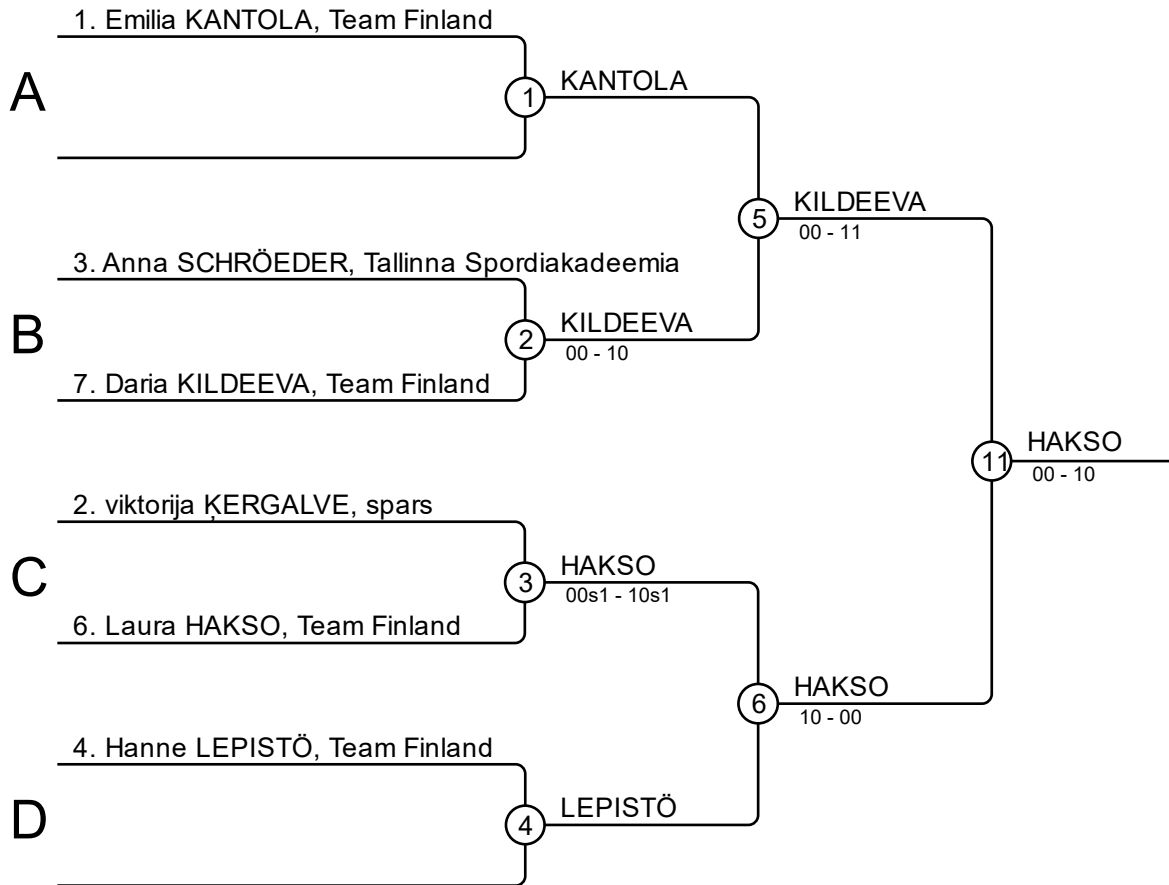 1. Emilia KANTOLA, Team Finland
A
1
KANTOLA
5
KILDEEVA
00 - 11
3. Anna SCHRÖEDER, Tallinna Spordiakadeemia
B
2
KILDEEVA
00 - 10
7. Daria KILDEEVA, Team Finland
11
HAKSO
00 - 10
2. viktorija ĶERGALVE, spars
C
3
HAKSO
00s1 - 10s1
6. Laura HAKSO, Team Finland
6
HAKSO
10 - 00
4. Hanne LEPISTÖ, Team Finland
D
4
LEPISTÖ